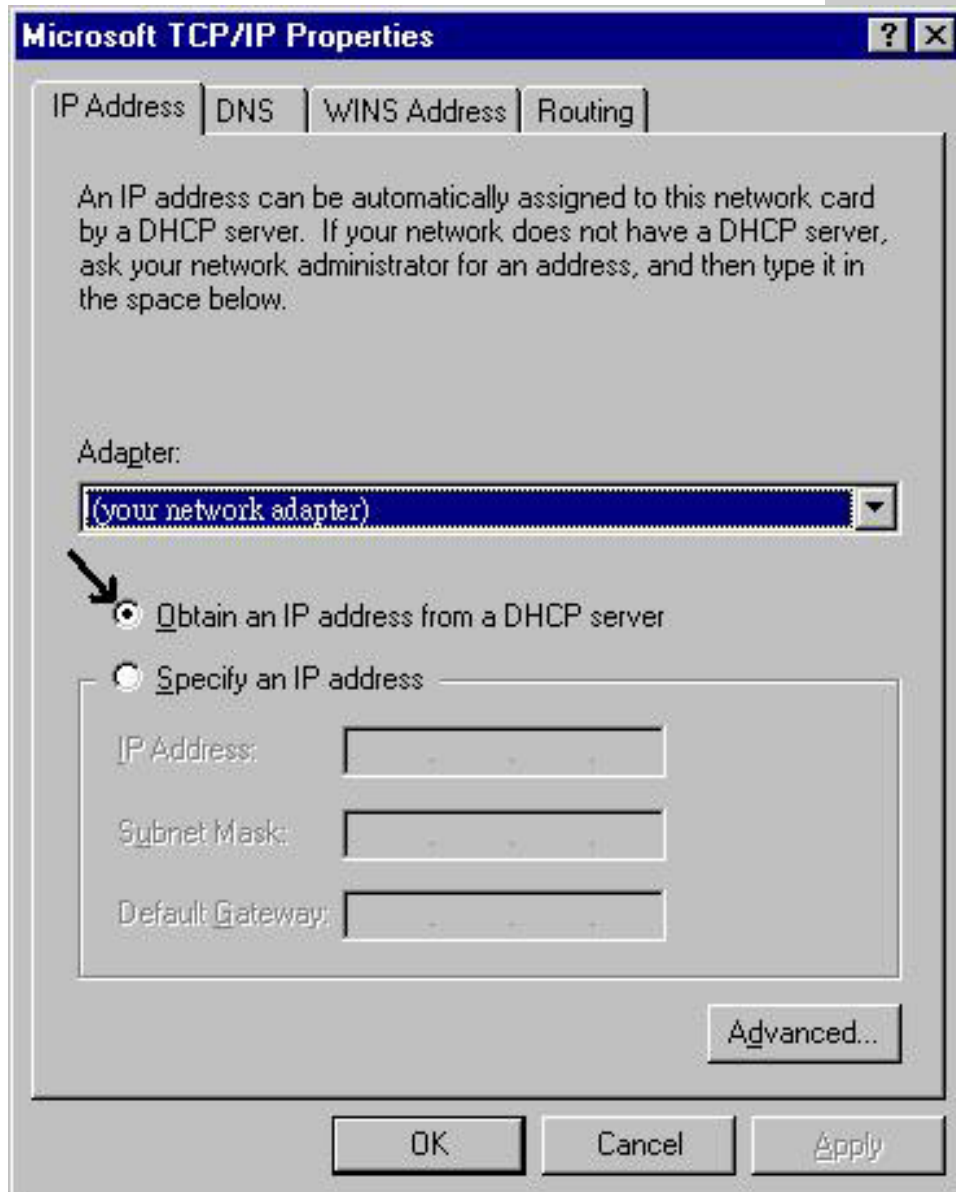 Microsoft TCP/IP Properties
IP Address
DNS
WINS Address
Routing
An IP address can be automatically assigned to this network card
by a DHCP server. If your network does not have a DHCP server,
ask your network administrator for an address, and then type it in
the space below.
Adapter:
(your network adapter)
Obtain an IP address from a DHCP server
Specify an IP address
IP Address:
Subnet Mask:
Default Gateway:
Advanced...
OK
Cancel
Apply